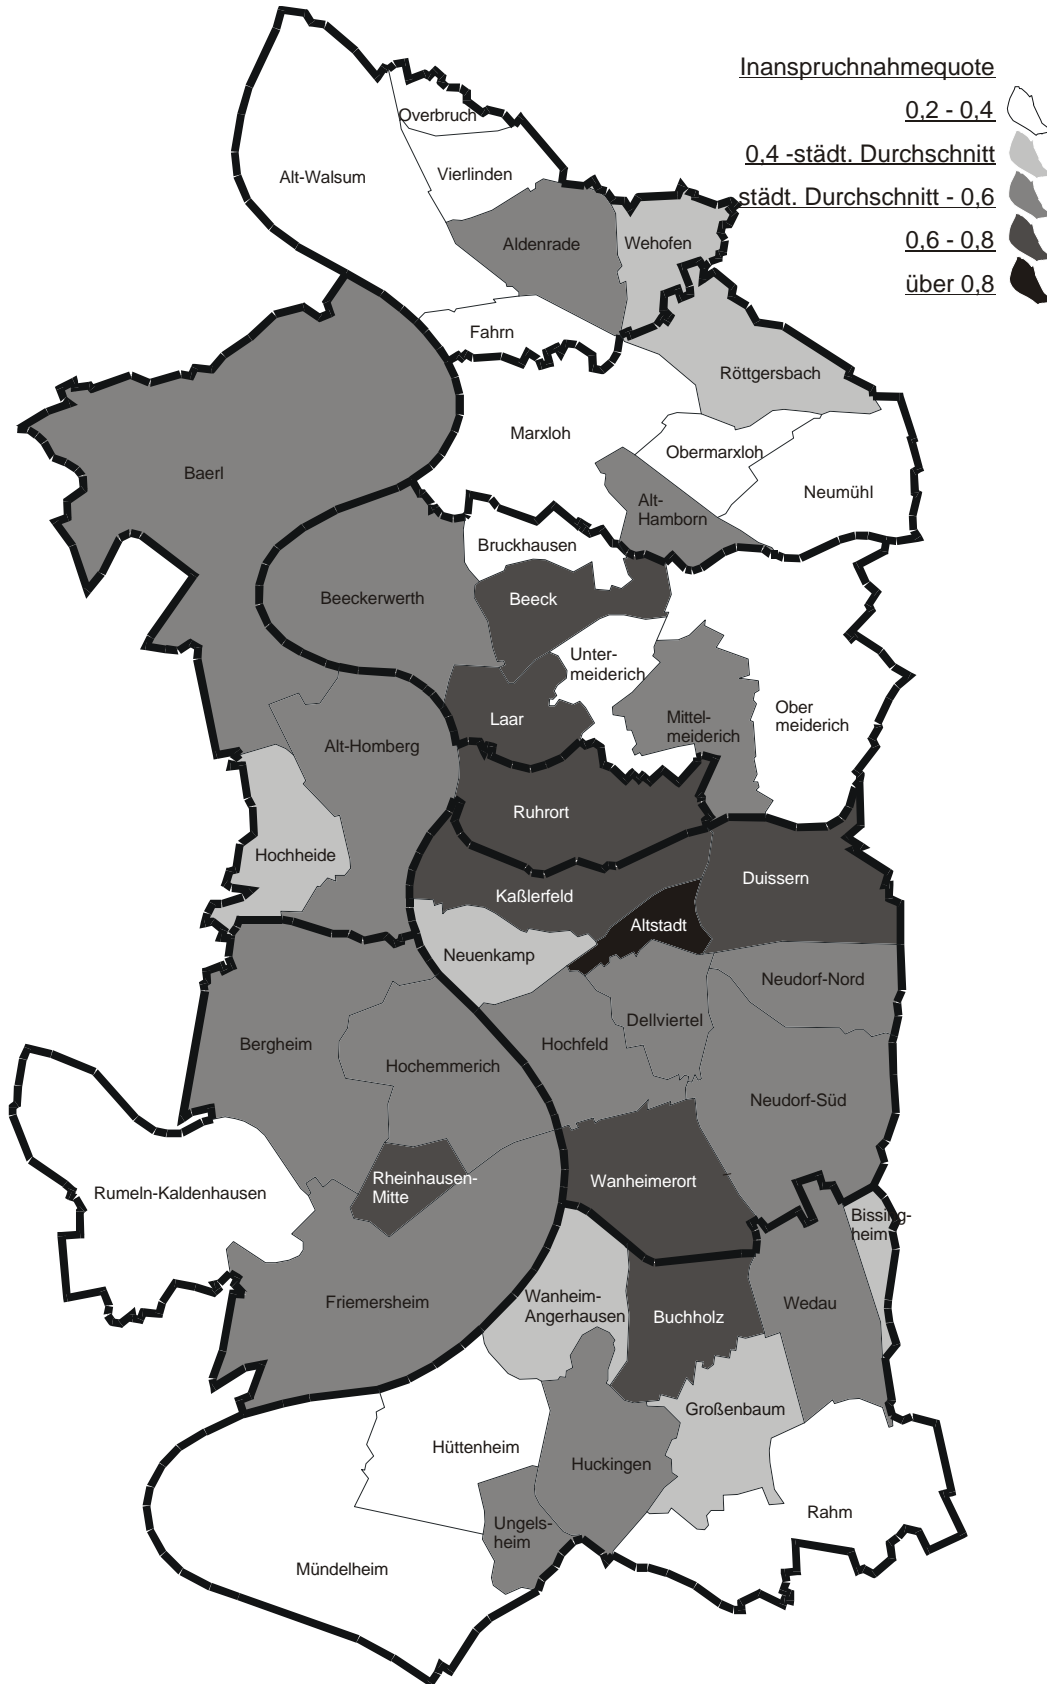 Inanspruchnahmequote
0,2 - 0,4
0,4 -städt. Durchschnitt
städt. Durchschnitt - 0,6
0,6 - 0,8
über 0,8
Overbruch
Alt-Walsum
Vierlinden
Aldenrade
Wehofen
Fahrn
Röttgersbach
Marxloh
Obermarxloh
Baerl
Neumühl
Alt-
Hamborn
Bruckhausen
Beeckerwerth
Beeck
Unter-
meiderich
Laar
Mittel-
meiderich
Ober
meiderich
Alt-Homberg
Ruhrort
Hochheide
Kaßlerfeld
Duissern
Altstadt
Neuenkamp
Neudorf-Nord
Dellviertel
Bergheim
Hochfeld
Hochemmerich
Neudorf-Süd
Rheinhausen-
Mitte
Wanheimerort
Rumeln-Kaldenhausen
Bissing-
heim
Friemersheim
Wanheim-
Angerhausen
Buchholz
Wedau
Großenbaum
Hüttenheim
Huckingen
Rahm
Ungels-
heim
Mündelheim